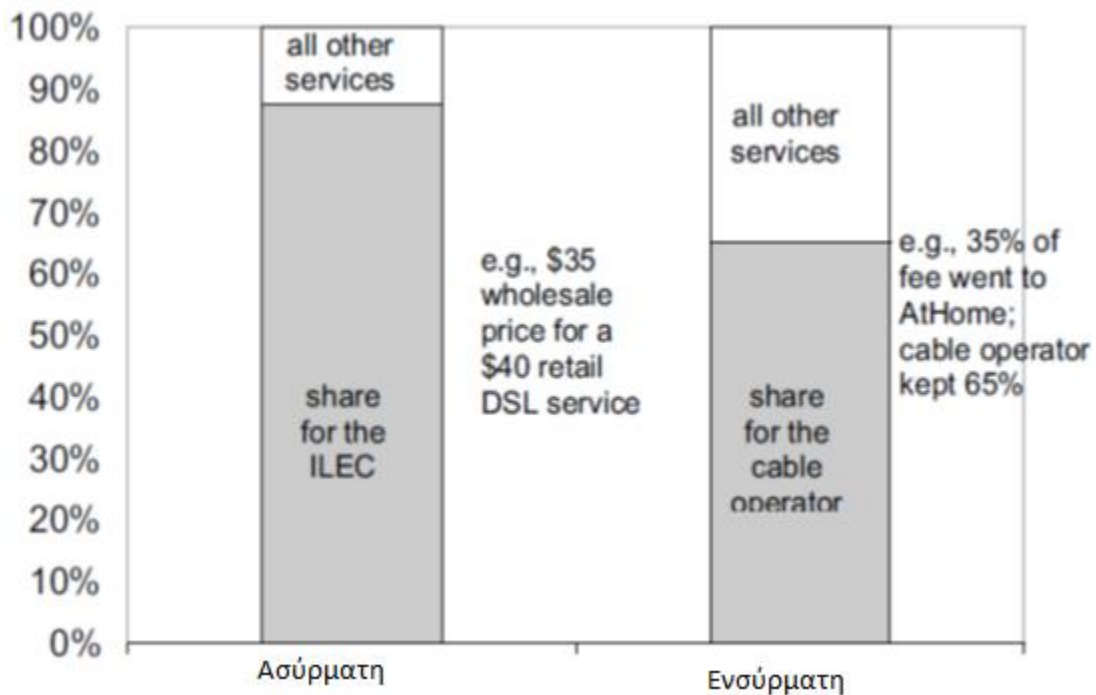 100%
90%
80%
70%
60%
50%
40%
30%
20%
10%
0%
all other
services
share
for the
ILEC
e.g., $35
wholesale
price for a
$40 retail
DSL service
all other
services
share
for the
cable
operator
e.g., 35% of
fee went to
AtHome;
cable operator
kept 65%
Ασύρματη
Ενσύρματη